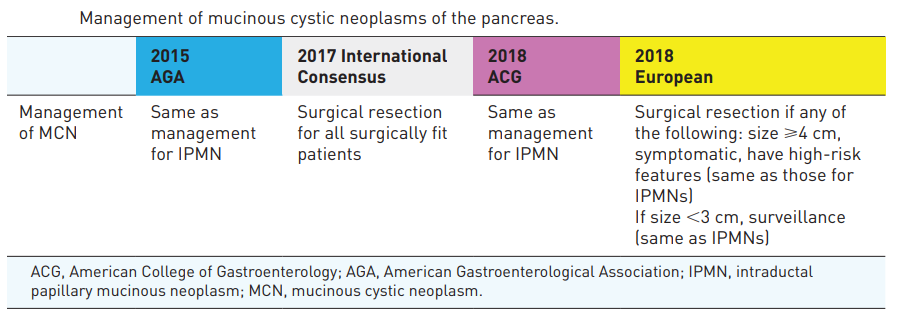 Management of mucinous cystic neoplasms of the pancreas.
2015
AGA
2017 International
Consensus
2018
ACG
2018
European
Management
of MCN
Same as
management
for IPMN
Surgical resection
for all surgically fit
patients
Same as
management
for IPMN
Surgical resection if any of
the following: size ⩾4 cm,
symptomatic, have high-risk
features (same as those for
IPMNs)
If size <3 cm, surveillance
(same as IPMNs)
ACG, American College of Gastroenterology; AGA, American Gastroenterological Association; IPMN, intraductal
papillary mucinous neoplasm; MCN, mucinous cystic neoplasm.